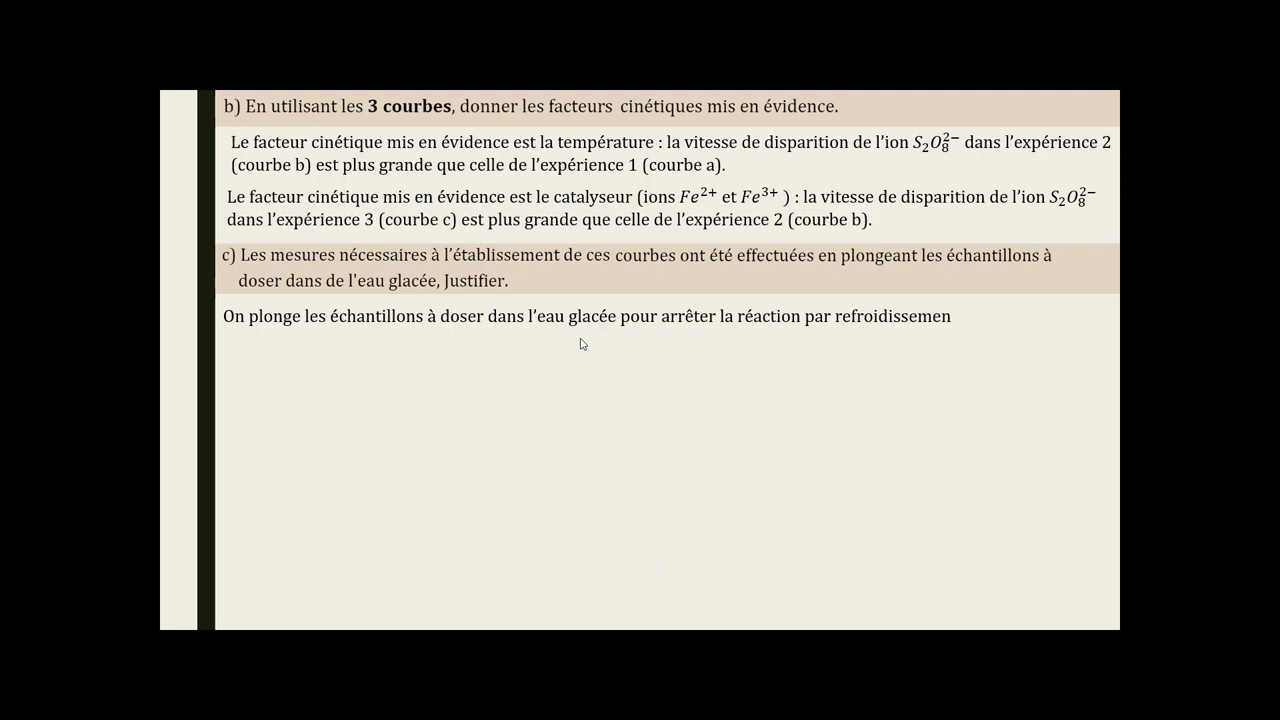 b) En utilisant les 3 courbes, donner les facteurs cinétiques mis en évidence.
Le facteur cinétique mis en évidence est la température : la vitesse de disparition de l'ion S₂O₈²⁻ dans l'expérience 2
(courbe b) est plus grande que celle de l'expérience 1 (courbe a).
Le facteur cinétique mis en évidence est le catalyseur (ions Fe²⁺ et Fe³⁺ ) : la vitesse de disparition de l'ion S₂O₈²⁻
dans l'expérience 3 (courbe c) est plus grande que celle de l'expérience 2 (courbe b).
c) Les mesures nécessaires à l'établissement de ces courbes ont été effectuées en plongeant les échantillons à
doser dans de l'eau glacée, Justifier.
On plonge les échantillons à doser dans l'eau glacée pour arrêter la réaction par refroidissemen